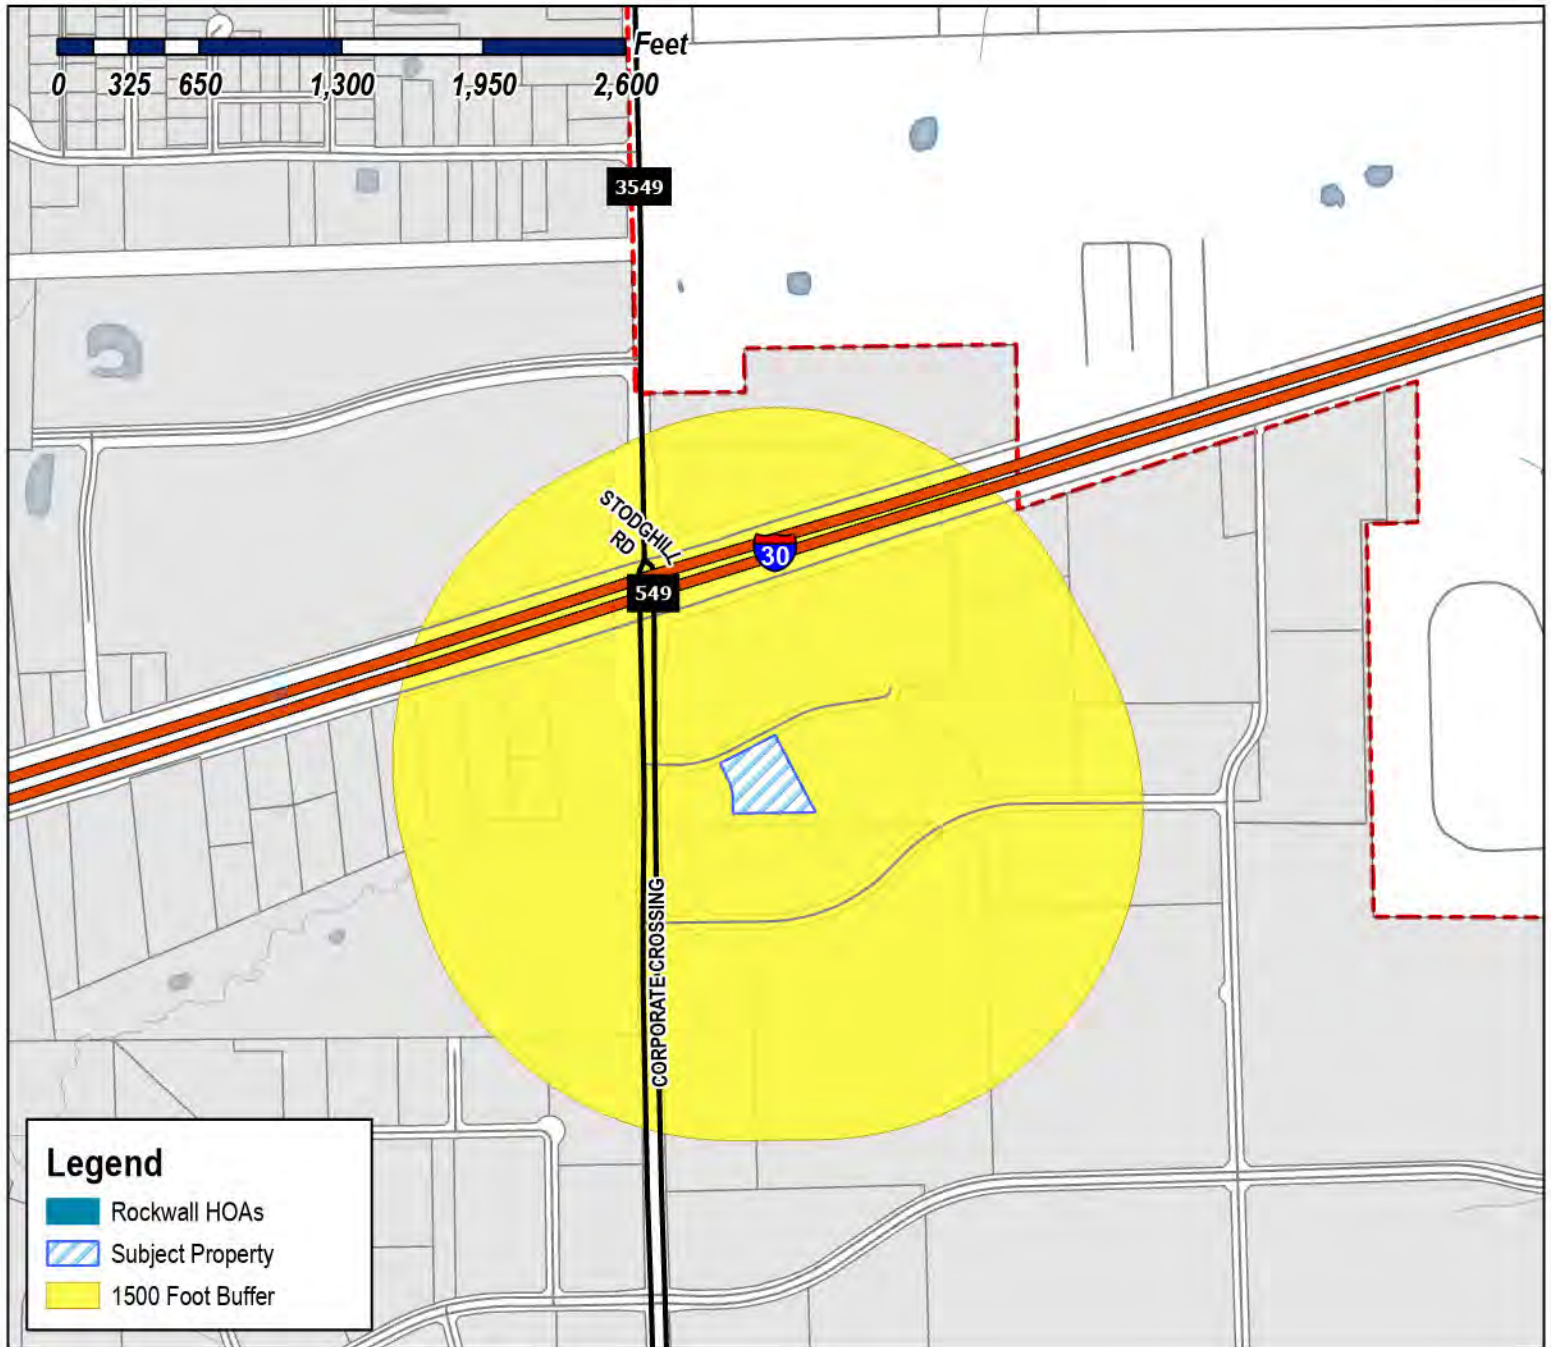 Feet
0 325 650 1,300 1,950 2,600
3549
STODGHILL
RD
30
549
CORPORATE CROSSING
Legend
Rockwall HOAs
Subject Property
1500 Foot Buffer